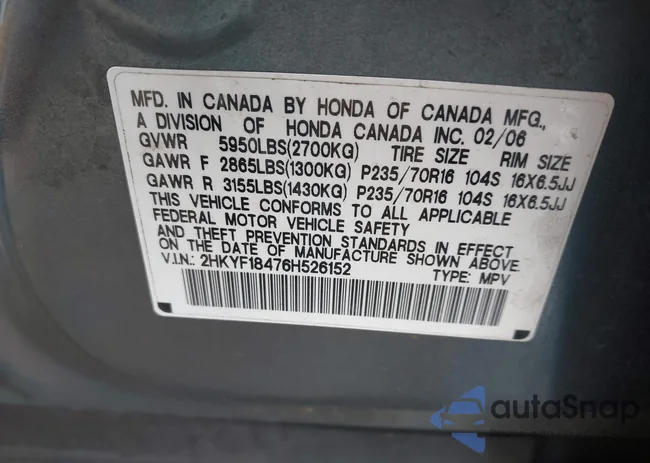 MFD. IN CANADA BY HONDA OF CANADA MFG.,
A DIVISION OF HONDA CANADA INC. 02/06
GVWR 5950LBS(2700KG) TIRE SIZE RIM SIZE
GAWR F 2865LBS(1300KG) P235/70R16 104S 16X6.5JJ
GAWR R 3155LBS(1430KG) P235/70R16 104S 16X6.5JJ
THIS VEHICLE CONFORMS TO ALL APPLICABLE
FEDERAL MOTOR VEHICLE SAFETY
AND THEFT PREVENTION STANDARDS IN EFFECT
ON THE DATE OF MANUFACTURE SHOWN ABOVE.
V.I.N.: 2HKYF18476H526152 TYPE: MPV
autoSnap